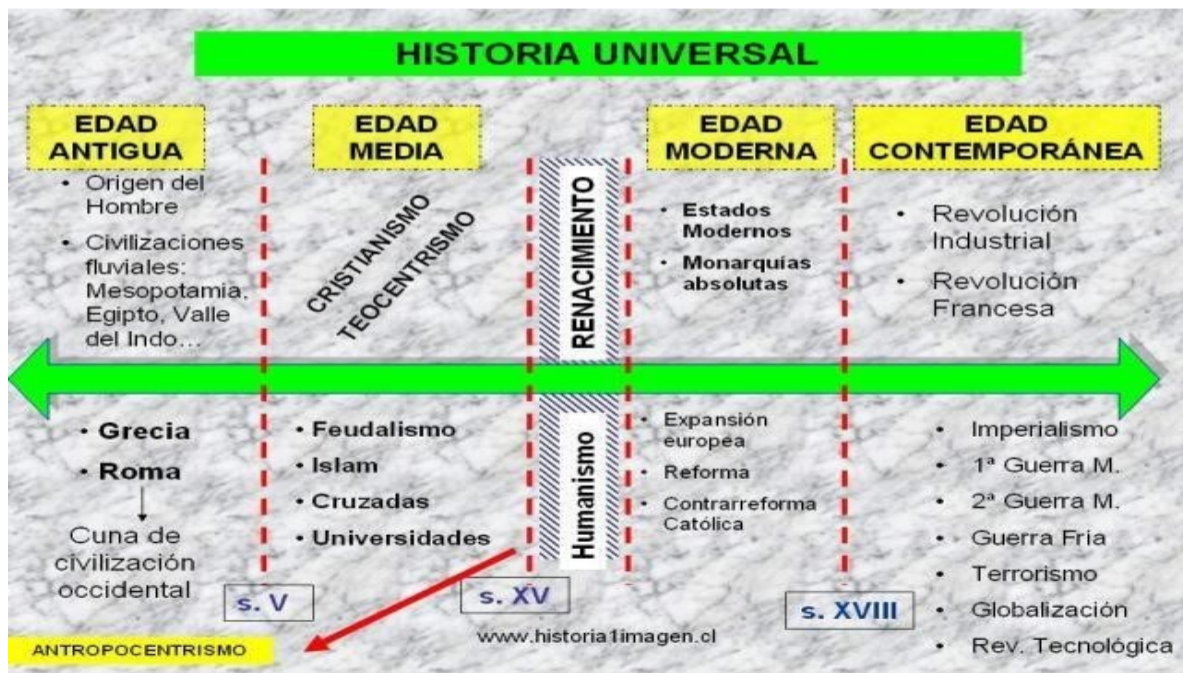 HISTORIA UNIVERSAL
EDAD
ANTIGUA
• Origen del
Hombre
• Civilizaciones
fluviales:
Mesopotamia,
Egipto, Valle
del Indo...
• Grecia
• Roma
Cuna de
civilización
occidental
s. V
ANTROPOCENTRISMO
EDAD
MEDIA
CRISTIANISMO
TEOCENTRISMO
• Feudalismo
• Islam
• Cruzadas
• Universidades
s. XV
RENACIMIENTO
Humanismo
www.historia1imagen.cl
EDAD
MODERNA
• Estados
Modernos
• Monarquías
absolutas
• Expansión
europea
• Reforma
• Contrarreforma
Católica
s. XVIII
EDAD
CONTEMPORÁNEA
• Revolución
Industrial
• Revolución
Francesa
• Imperialismo
• 1ª Guerra M.
• 2ª Guerra M.
• Guerra Fría
• Terrorismo
• Globalización
• Rev. Tecnológica